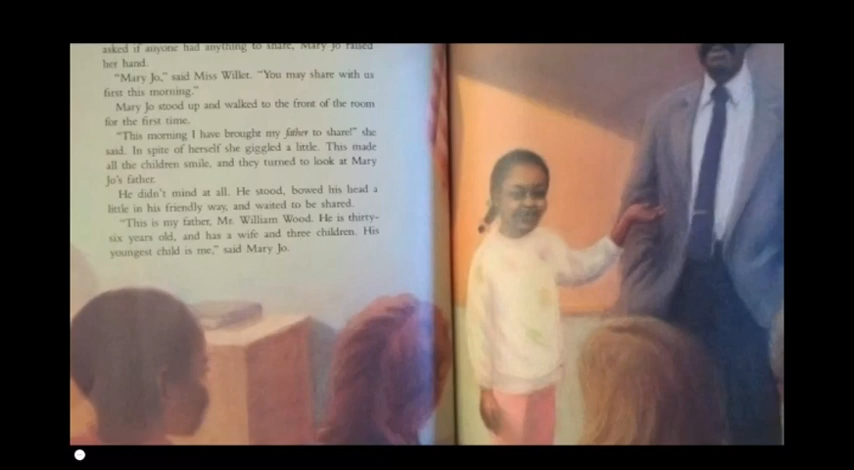 asked if anyone had anything to share, Mary Jo raised
her hand.
"Mary Jo," said Miss Willet. "You may share with us
first this morning."
Mary Jo stood up and walked to the front of the room
for the first time.
"This morning I have brought my father to share!" she
said. In spite of herself she giggled a little. This made
all the children smile, and they turned to look at Mary
Jo's father.
He didn't mind at all. He stood, bowed his head a
little in his friendly way, and waited to be shared.
"This is my father, Mr. William Wood. He is thirty-
six years old, and has a wife and three children. His
youngest child is me," said Mary Jo.